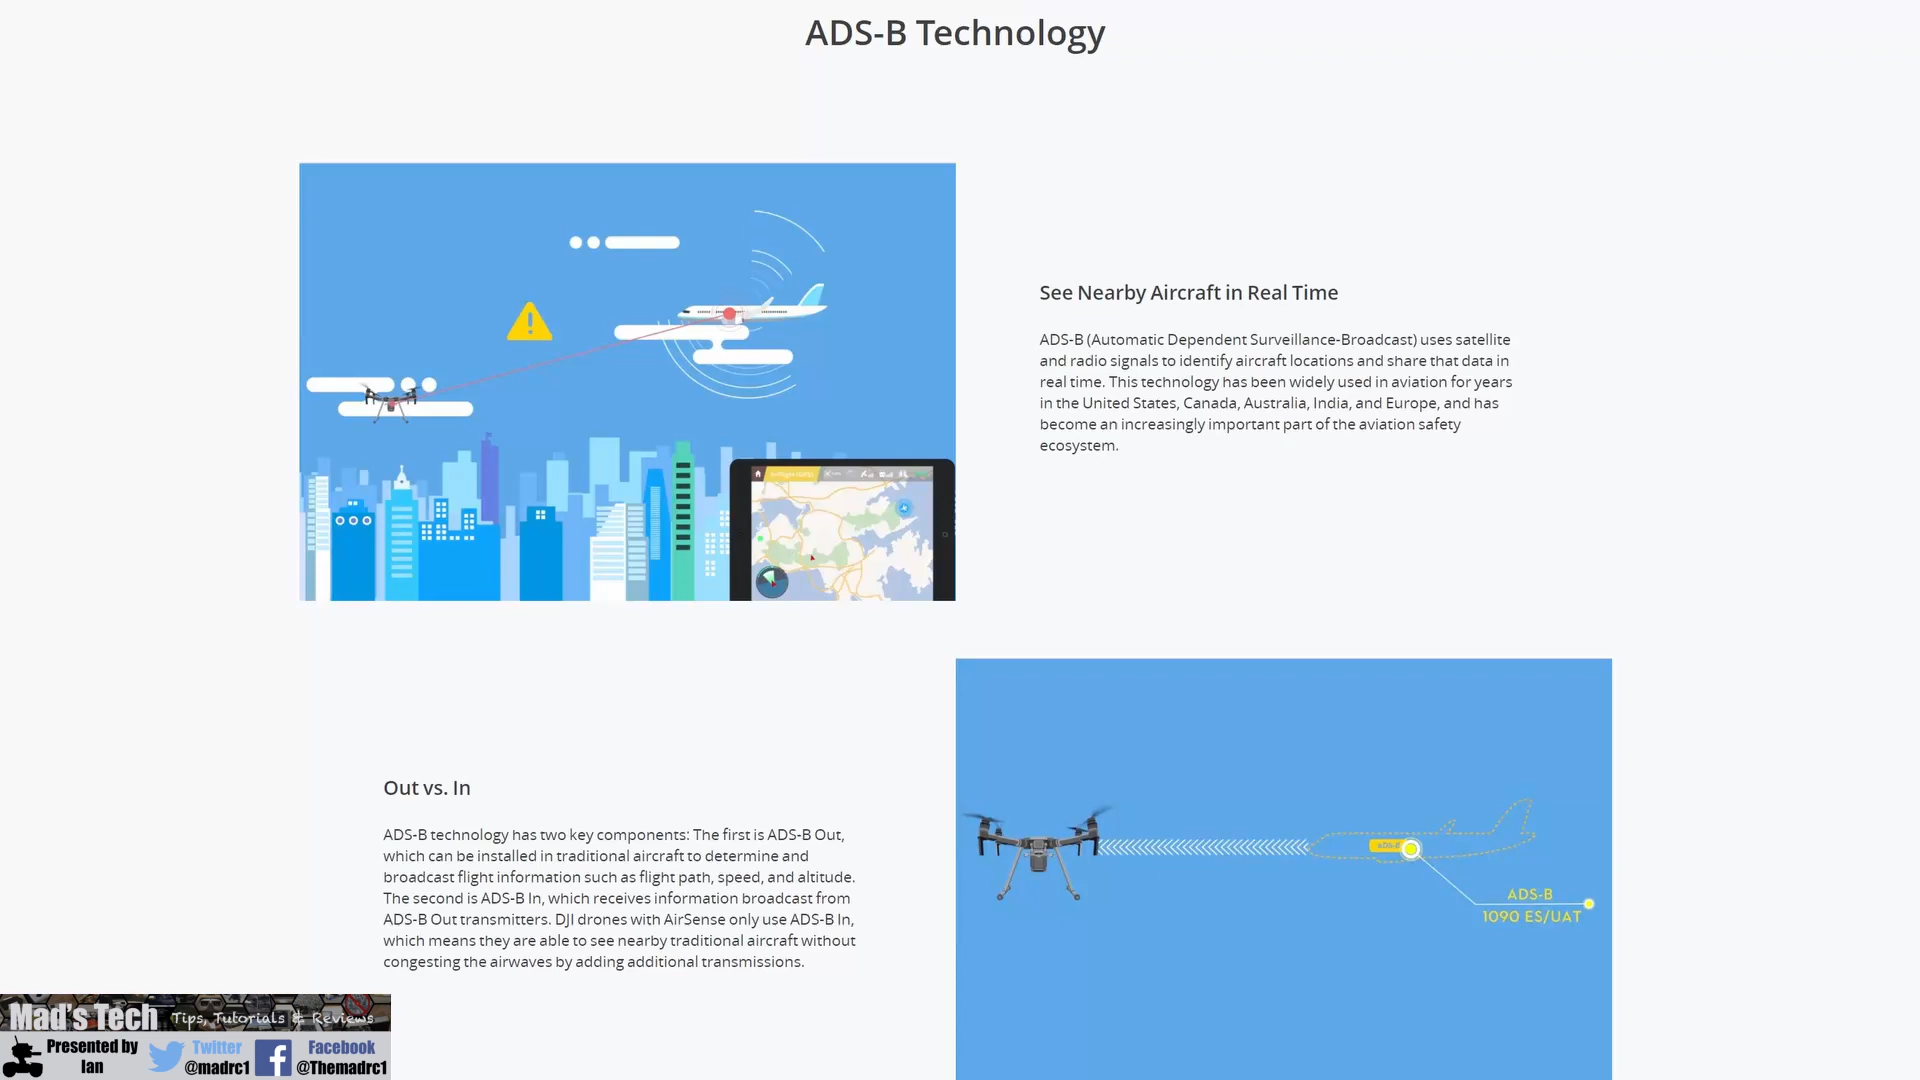 ADS-B Technology
See Nearby Aircraft in Real Time
ADS-B (Automatic Dependent Surveillance-Broadcast) uses satellite
and radio signals to identify aircraft locations and share that data in
real time. This technology has been widely used in aviation for years
in the United States, Canada, Australia, India, and Europe, and has
become an increasingly important part of the aviation safety
ecosystem.
Out vs. In
ADS-B technology has two key components: The first is ADS-B Out,
which can be installed in traditional aircraft to determine and
broadcast flight information such as flight path, speed, and altitude.
The second is ADS-B In, which receives information broadcast from
ADS-B Out transmitters. DJI drones with AirSense only use ADS-B In,
which means they are able to see nearby traditional aircraft without
congesting the airwaves by adding additional transmissions.
ADS-B
ADS-B
1090 ES/UAT
Mad's Tech Tips, Tutorials & Reviews
Presented by
Ian
Twitter
@madrc1
Facebook
@Themadrc1